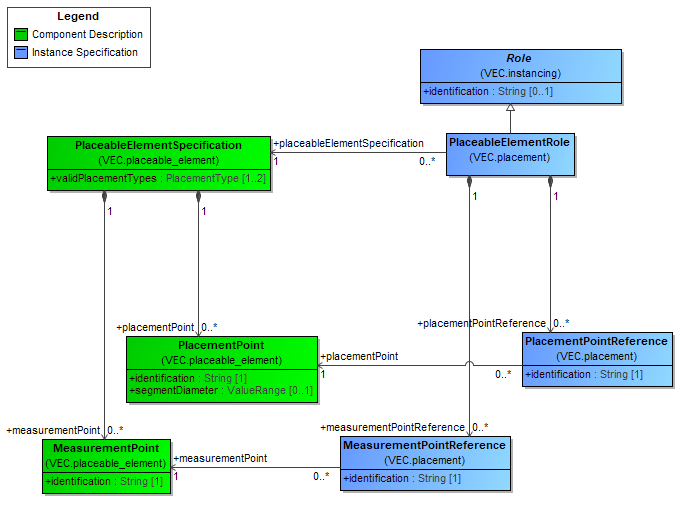 Legend
Component Description
Instance Specification
Role
(VEC.instancing)
+identification : String [0..1]
PlaceableElementSpecification
(VEC.placeable_element)
+validPlacementTypes : PlacementType [1..2]
+placeableElementSpecification
1
0..*
PlaceableElementRole
(VEC.placement)
1
1
1
1
+placementPoint
0..*
+placementPointReference
0..*
PlacementPoint
(VEC.placeable_element)
+identification : String [1]
+segmentDiameter : ValueRange [0..1]
+placementPoint
1
0..*
PlacementPointReference
(VEC.placement)
+identification : String [1]
+measurementPoint
0..*
+measurementPointReference
0..*
MeasurementPoint
(VEC.placeable_element)
+identification : String [1]
+measurementPoint
1
0..*
MeasurementPointReference
(VEC.placement)
+identification : String [1]